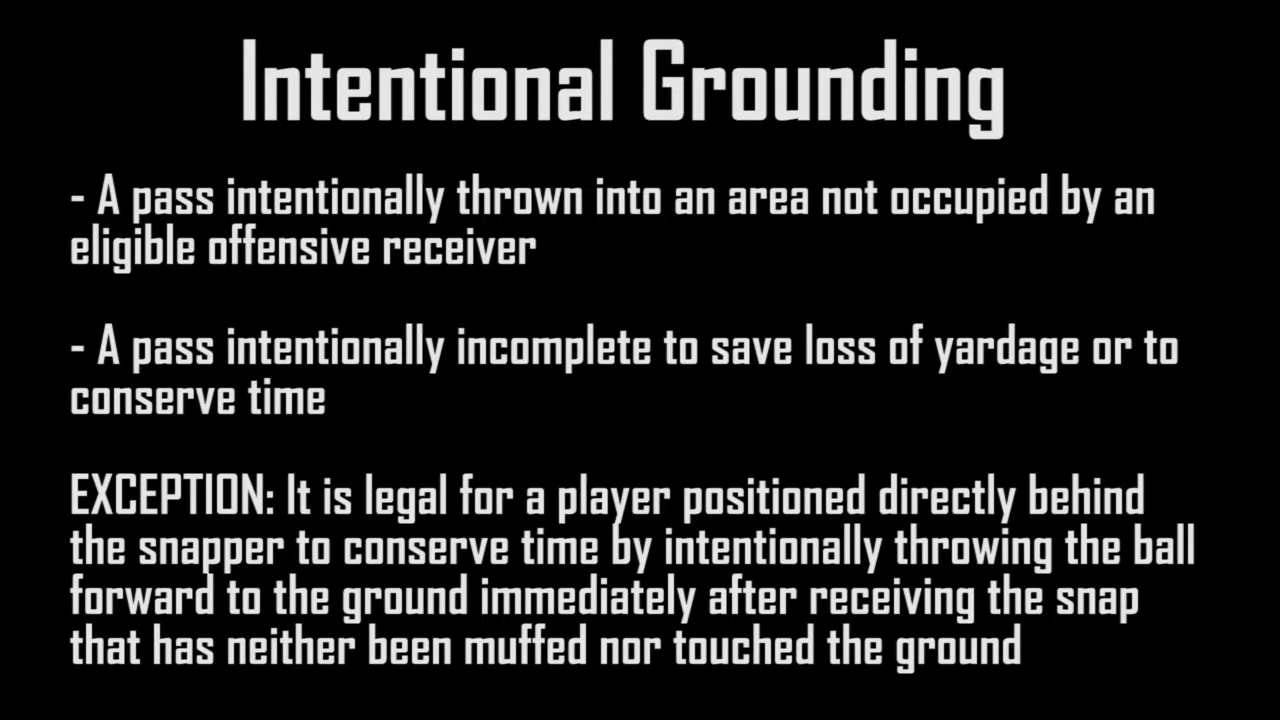 Intentional Grounding
- A pass intentionally thrown into an area not occupied by an
eligible offensive receiver
- A pass intentionally incomplete to save loss of yardage or to
conserve time
EXCEPTION: It is legal for a player positioned directly behind
the snapper to conserve time by intentionally throwing the ball
forward to the ground immediately after receiving the snap
that has neither been muffed nor touched the ground